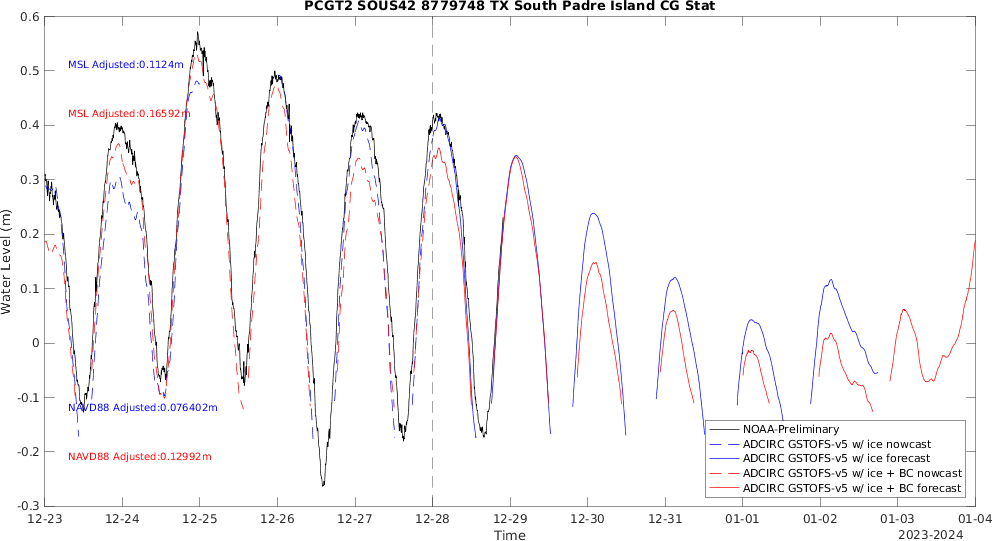 PCGT2 SOUS42 8779748 TX South Padre Island CG Stat
0.6
0.5
0.4
0.3
0.2
0.1
0
-0.1
-0.2
-0.3
Water Level (m)
MSL Adjusted:0.1124m
MSL Adjusted:0.16592m
NAVD88 Adjusted:0.076402m
NAVD88 Adjusted:0.12992m
NOAA-Preliminary
ADCIRC GSTOFS-v5 w/ ice nowcast
ADCIRC GSTOFS-v5 w/ ice forecast
ADCIRC GSTOFS-v5 w/ ice + BC nowcast
ADCIRC GSTOFS-v5 w/ ice + BC forecast
12-23 12-24 12-25 12-26 12-27 12-28 12-29 12-30 12-31 01-01 01-02 01-03 01-04
Time
2023-2024